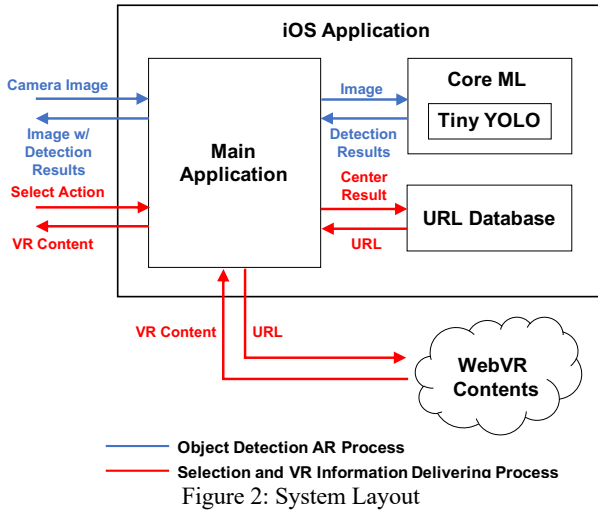 iOS Application
Camera Image
Image w/
Detection
Results
Select Action
VR Content
Main
Application
Image
Detection
Results
Center
Result
URL
Core ML
Tiny YOLO
URL Database
VR Content
URL
WebVR
Contents
Object Detection AR Process
Selection and VR Information Delivering Process
Figure 2: System Layout